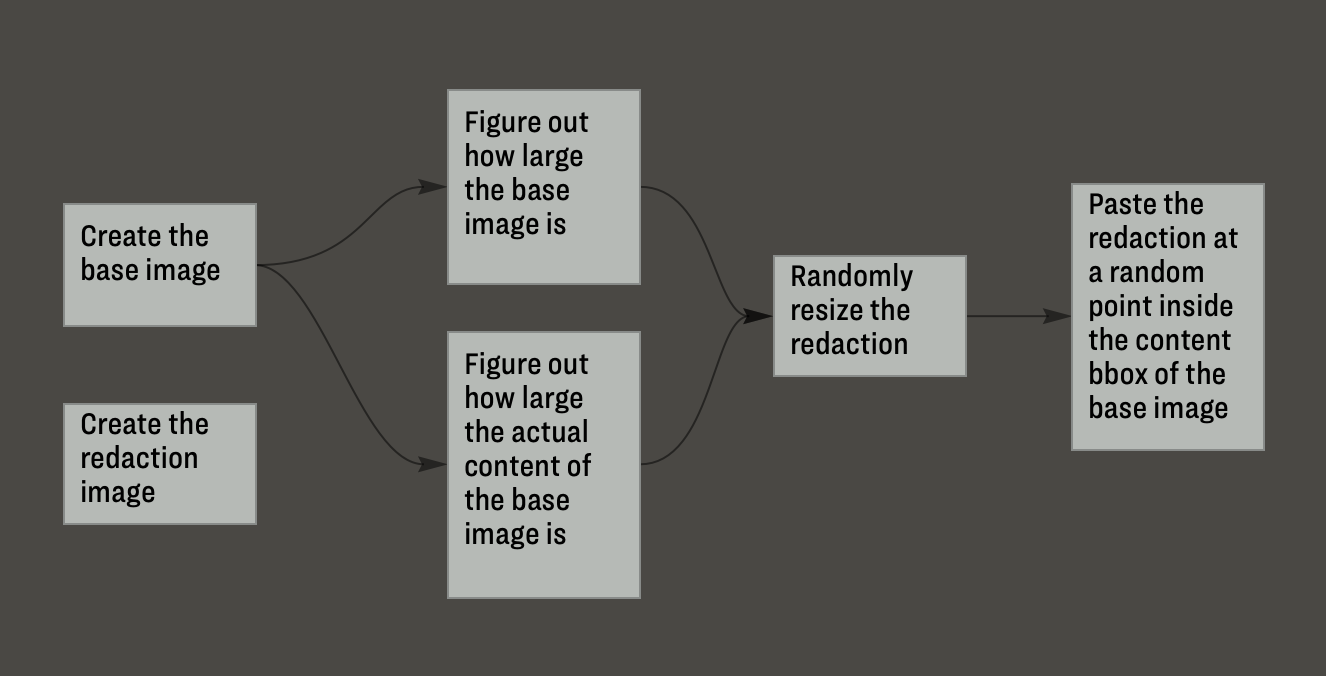 Create the
base image
Create the
redaction
image
Figure out
how large
the base
image is
Figure out
how large
the actual
content of
the base
image is
Randomly
resize the
redaction
Paste the
redaction at
a random
point inside
the content
bbox of the
base image